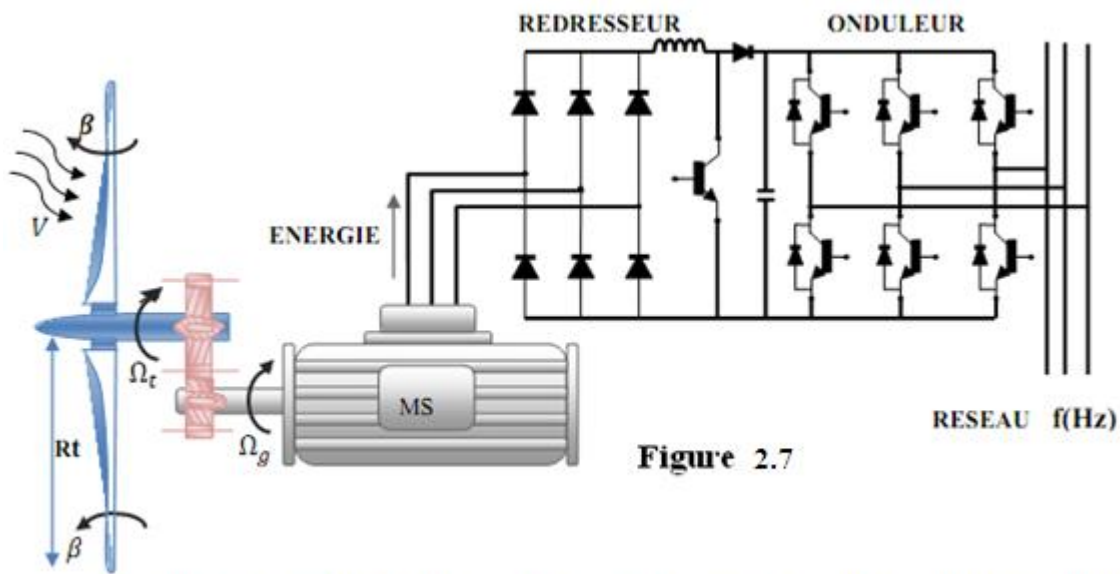 REDRESSEUR
ONDULEUR
β
V
ENERGIE
Ωt
Ωg
MS
Rt
β
RESEAU f(Hz)
Figure 2.7